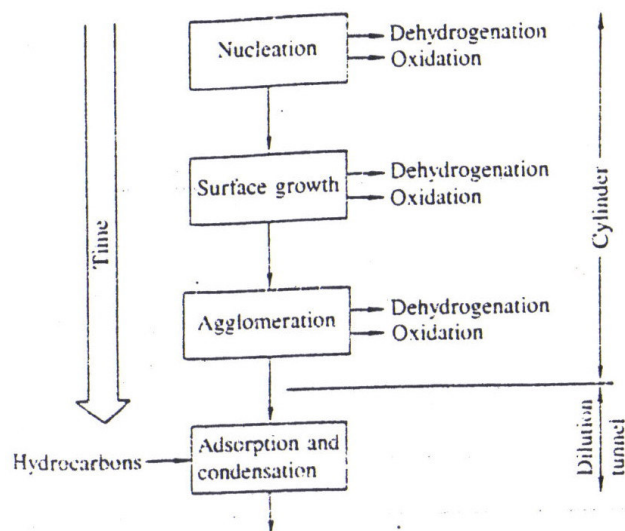 Nucleation
Dehydrogenation
Oxidation
Surface growth
Dehydrogenation
Oxidation
Time
Cylinder
Agglomeration
Dehydrogenation
Oxidation
Hydrocarbons
Adsorption and
condensation
Dilution
tunnel